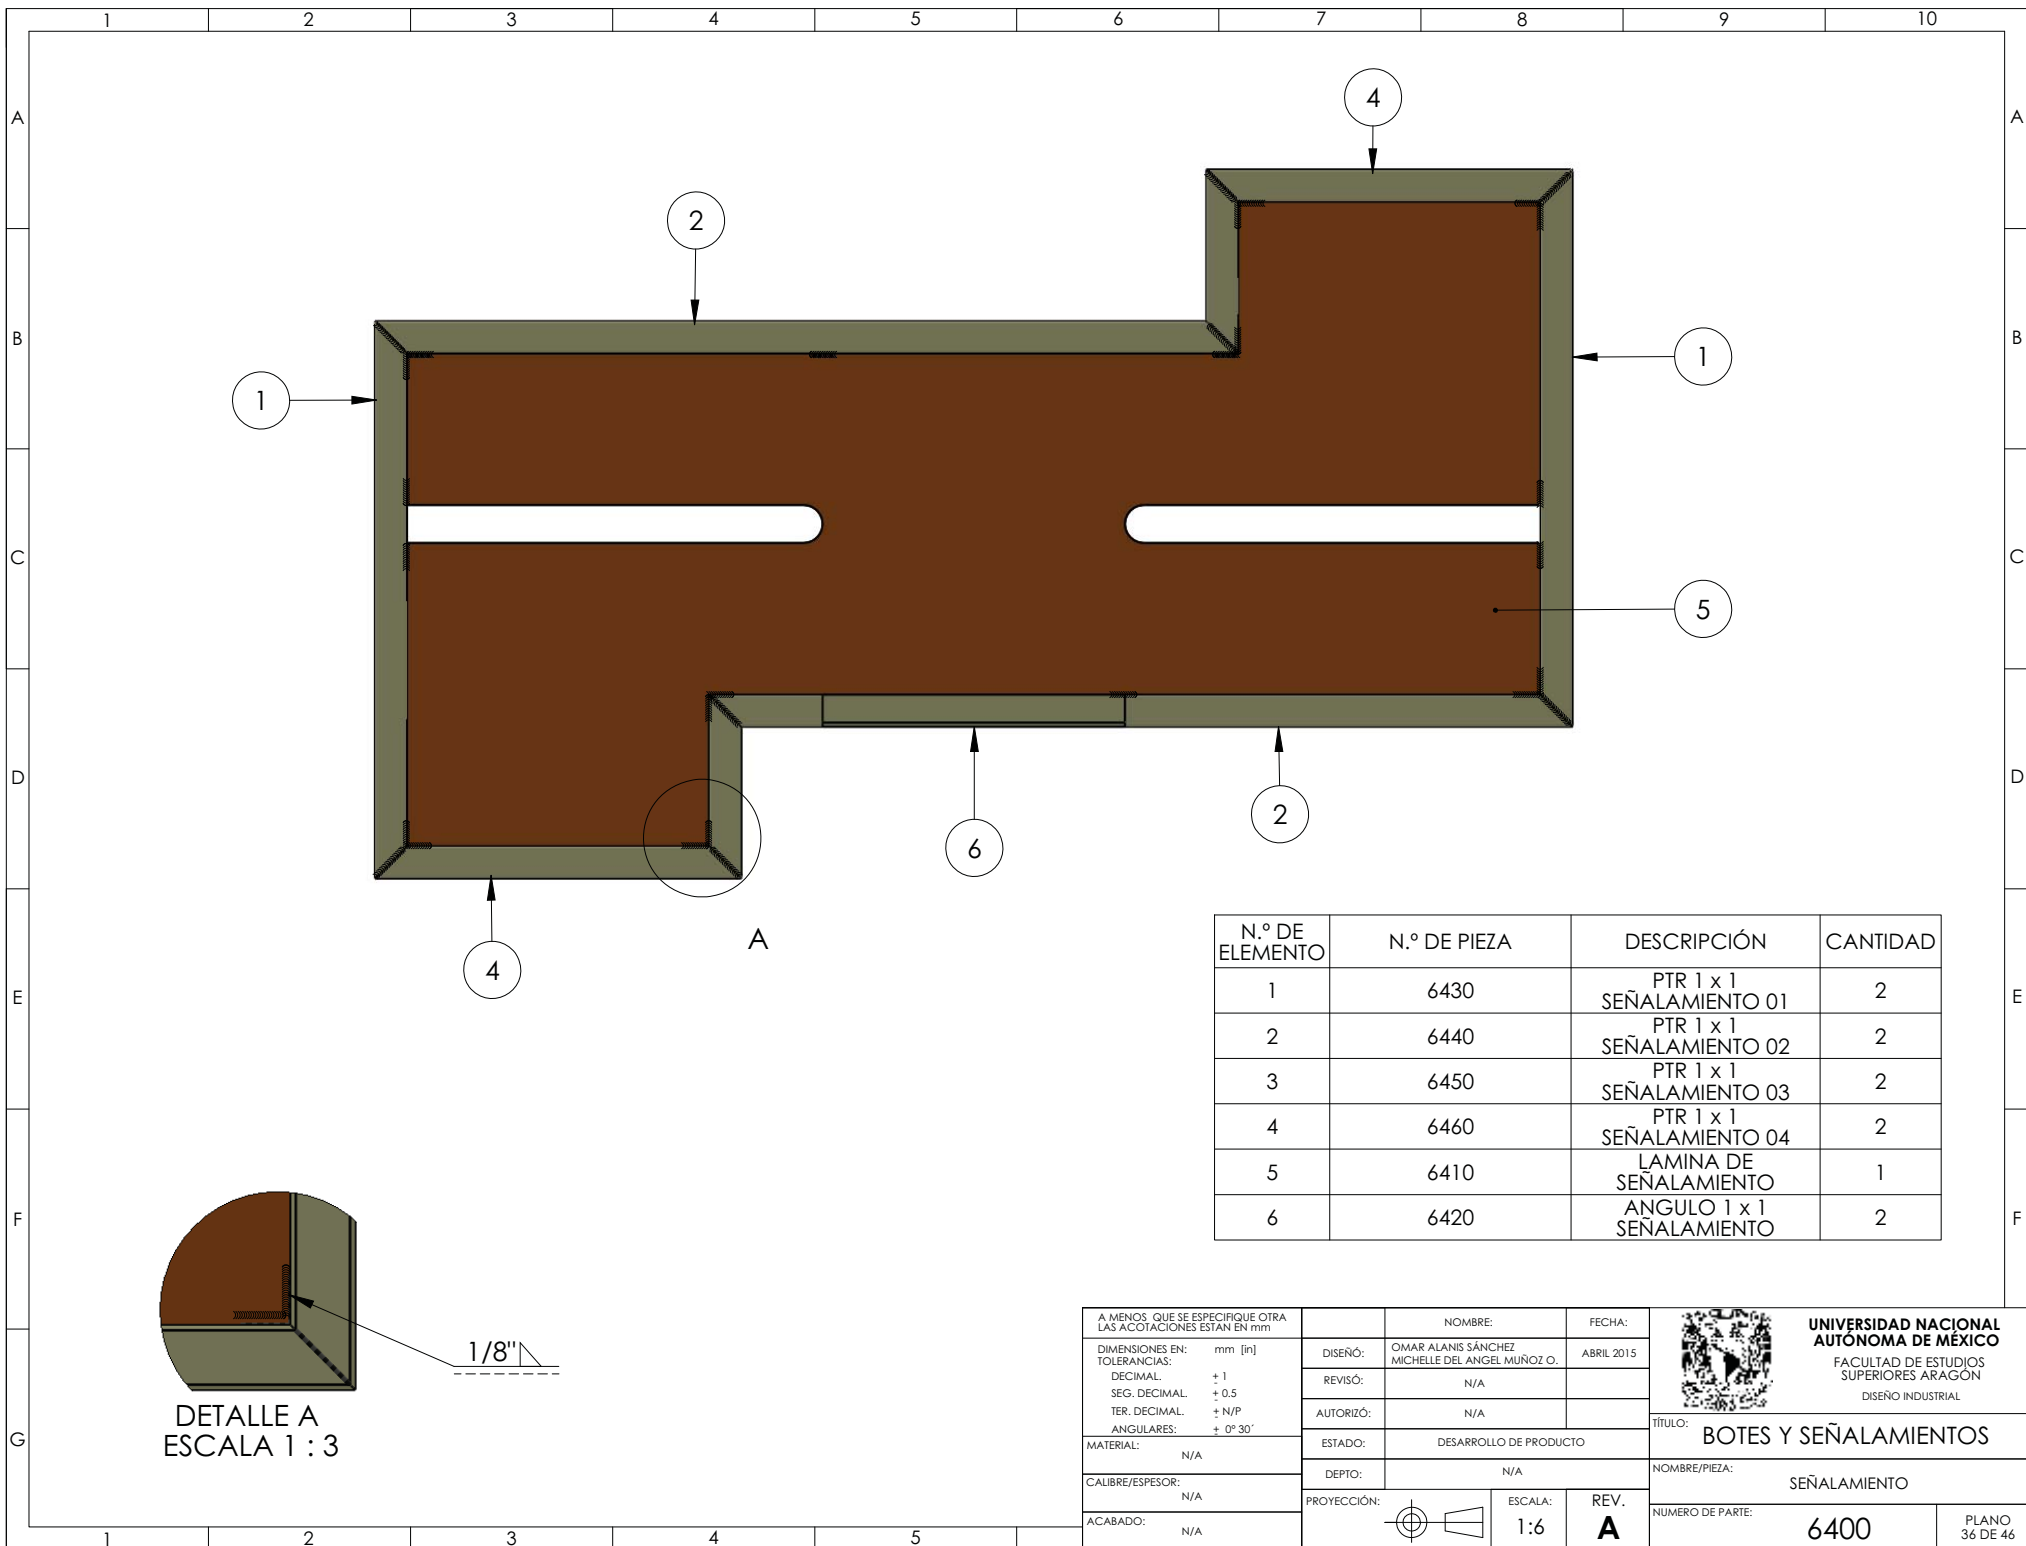 1 2 3 4 5 6 7 8 9 10
A
B
C
D
E
F
G
A
B
C
D
E
F
1 2 3 4 5
4
2
1
1
5
6
2
4
A
N.º DE ELEMENTO N.º DE PIEZA DESCRIPCIÓN CANTIDAD
1 6430 PTR 1 x 1 SEÑALAMIENTO 01 2
2 6440 PTR 1 x 1 SEÑALAMIENTO 02 2
3 6450 PTR 1 x 1 SEÑALAMIENTO 03 2
4 6460 PTR 1 x 1 SEÑALAMIENTO 04 2
5 6410 LAMINA DE SEÑALAMIENTO 1
6 6420 ANGULO 1 x 1 SEÑALAMIENTO 2
1/8"
DETALLE A
ESCALA 1 : 3
A MENOS QUE SE ESPECIFIQUE OTRA
LAS ACOTACIONES ESTAN EN mm
DIMENSIONES EN: mm [in]
TOLERANCIAS:
DECIMAL. ± 1
SEG. DECIMAL. ± 0.5
TER. DECIMAL. ± N/P
ANGULARES: ± 0º 30´
MATERIAL:
N/A
CALIBRE/ESPESOR:
N/A
ACABADO:
N/A
NOMBRE: FECHA:
DISEÑÓ: OMAR ALANIS SÁNCHEZ
MICHELLE DEL ANGEL MUÑOZ O. ABRIL 2015
REVISÓ: N/A
AUTORIZÓ: N/A
ESTADO: DESARROLLO DE PRODUCTO
DEPTO: N/A
PROYECCIÓN:
ESCALA:
1:6
REV.
A
UNIVERSIDAD NACIONAL
AUTÓNOMA DE MÉXICO
FACULTAD DE ESTUDIOS
SUPERIORES ARAGÓN
DISEÑO INDUSTRIAL
TÍTULO: BOTES Y SEÑALAMIENTOS
NOMBRE/PIEZA:
SEÑALAMIENTO
NUMERO DE PARTE:
6400
PLANO
36 DE 46